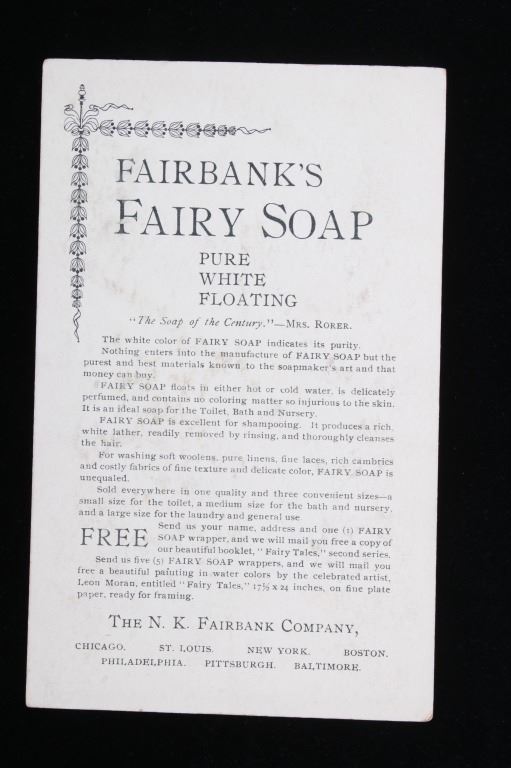 FAIRBANK'S
FAIRY SOAP
PURE
WHITE
FLOATING
"The Soap of the Century."—MRS. RORER.
The white color of FAIRY SOAP indicates its purity.
Nothing enters into the manufacture of FAIRY SOAP but the
purest and best materials known to the soapmaker's art and that
money can buy.
FAIRY SOAP floats in either hot or cold water, is delicately
perfumed, and contains no coloring matter so injurious to the skin.
It is an ideal soap for the Toilet, Bath and Nursery.
FAIRY SOAP is excellent for shampooing. It produces a rich,
white lather, readily removed by rinsing, and thoroughly cleanses
the hair.
For washing soft woolens, pure linens, fine laces, rich cambrics
and costly fabrics of fine texture and delicate color, FAIRY SOAP is
unequaled.
Sold everywhere in one quality and three convenient sizes—a
small size for the toilet, a medium size for the bath and nursery,
and a large size for the laundry and general use.
FREE Send us your name, address and one (1) FAIRY
SOAP wrapper, and we will mail you free a copy of
our beautiful booklet, "Fairy Tales," second series.
Send us five (5) FAIRY SOAP wrappers, and we will mail you
free a beautiful painting in water colors by the celebrated artist,
Leon Moran, entitled "Fairy Tales," 17½ x 24 inches, on fine plate
paper, ready for framing.
THE N. K. FAIRBANK COMPANY,
CHICAGO. ST. LOUIS. NEW YORK. BOSTON.
PHILADELPHIA. PITTSBURGH. BALTIMORE.